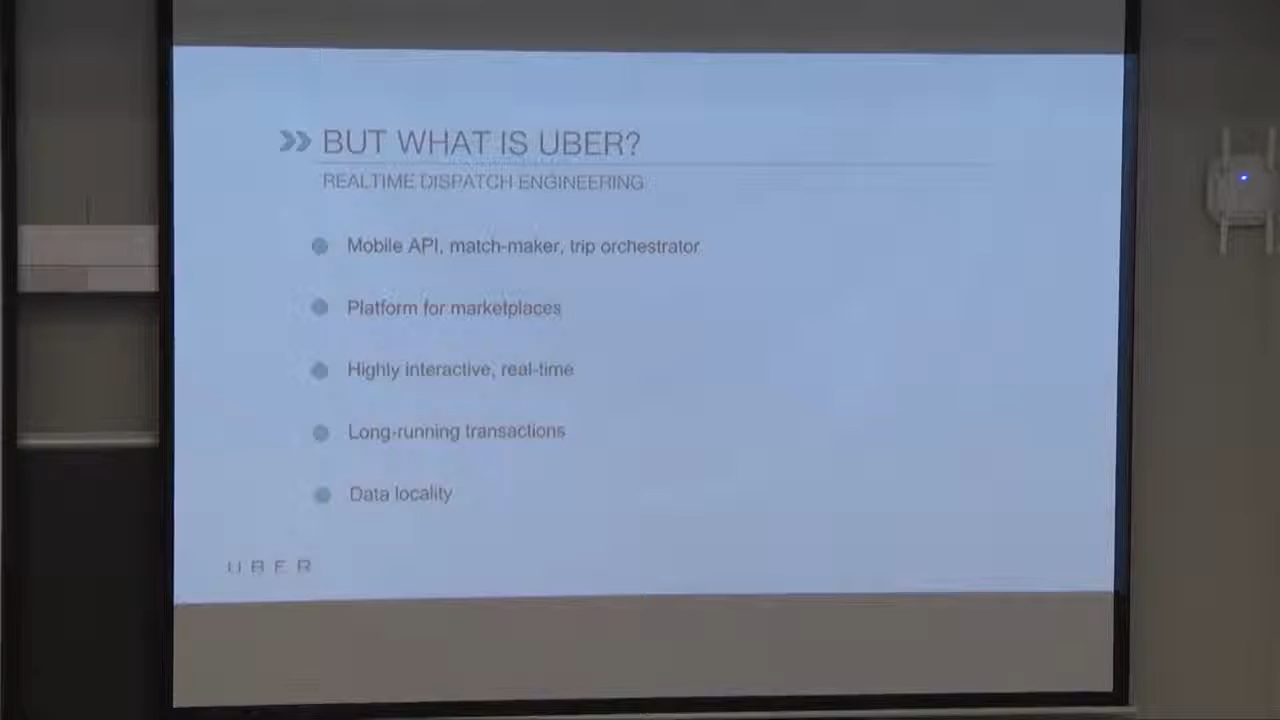 BUT WHAT IS UBER?
REALTIME DISPATCH ENGINEERING
Mobile API, match-maker, trip orchestrator
Platform for marketplaces
Highly interactive, real-time
Long-running transactions
Data locality
UBER